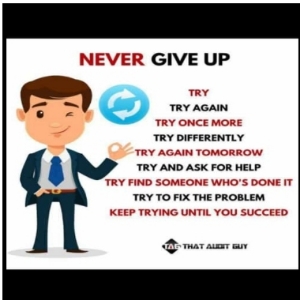 NEVER GIVE UP
TRY
TRY AGAIN
TRY ONCE MORE
TRY DIFFERENTLY
TRY AGAIN TOMORROW
TRY AND ASK FOR HELP
TRY FIND SOMEONE WHO'S DONE IT
TRY TO FIX THE PROBLEM
KEEP TRYING UNTIL YOU SUCCEED
TAG THAT AUDIT GUY